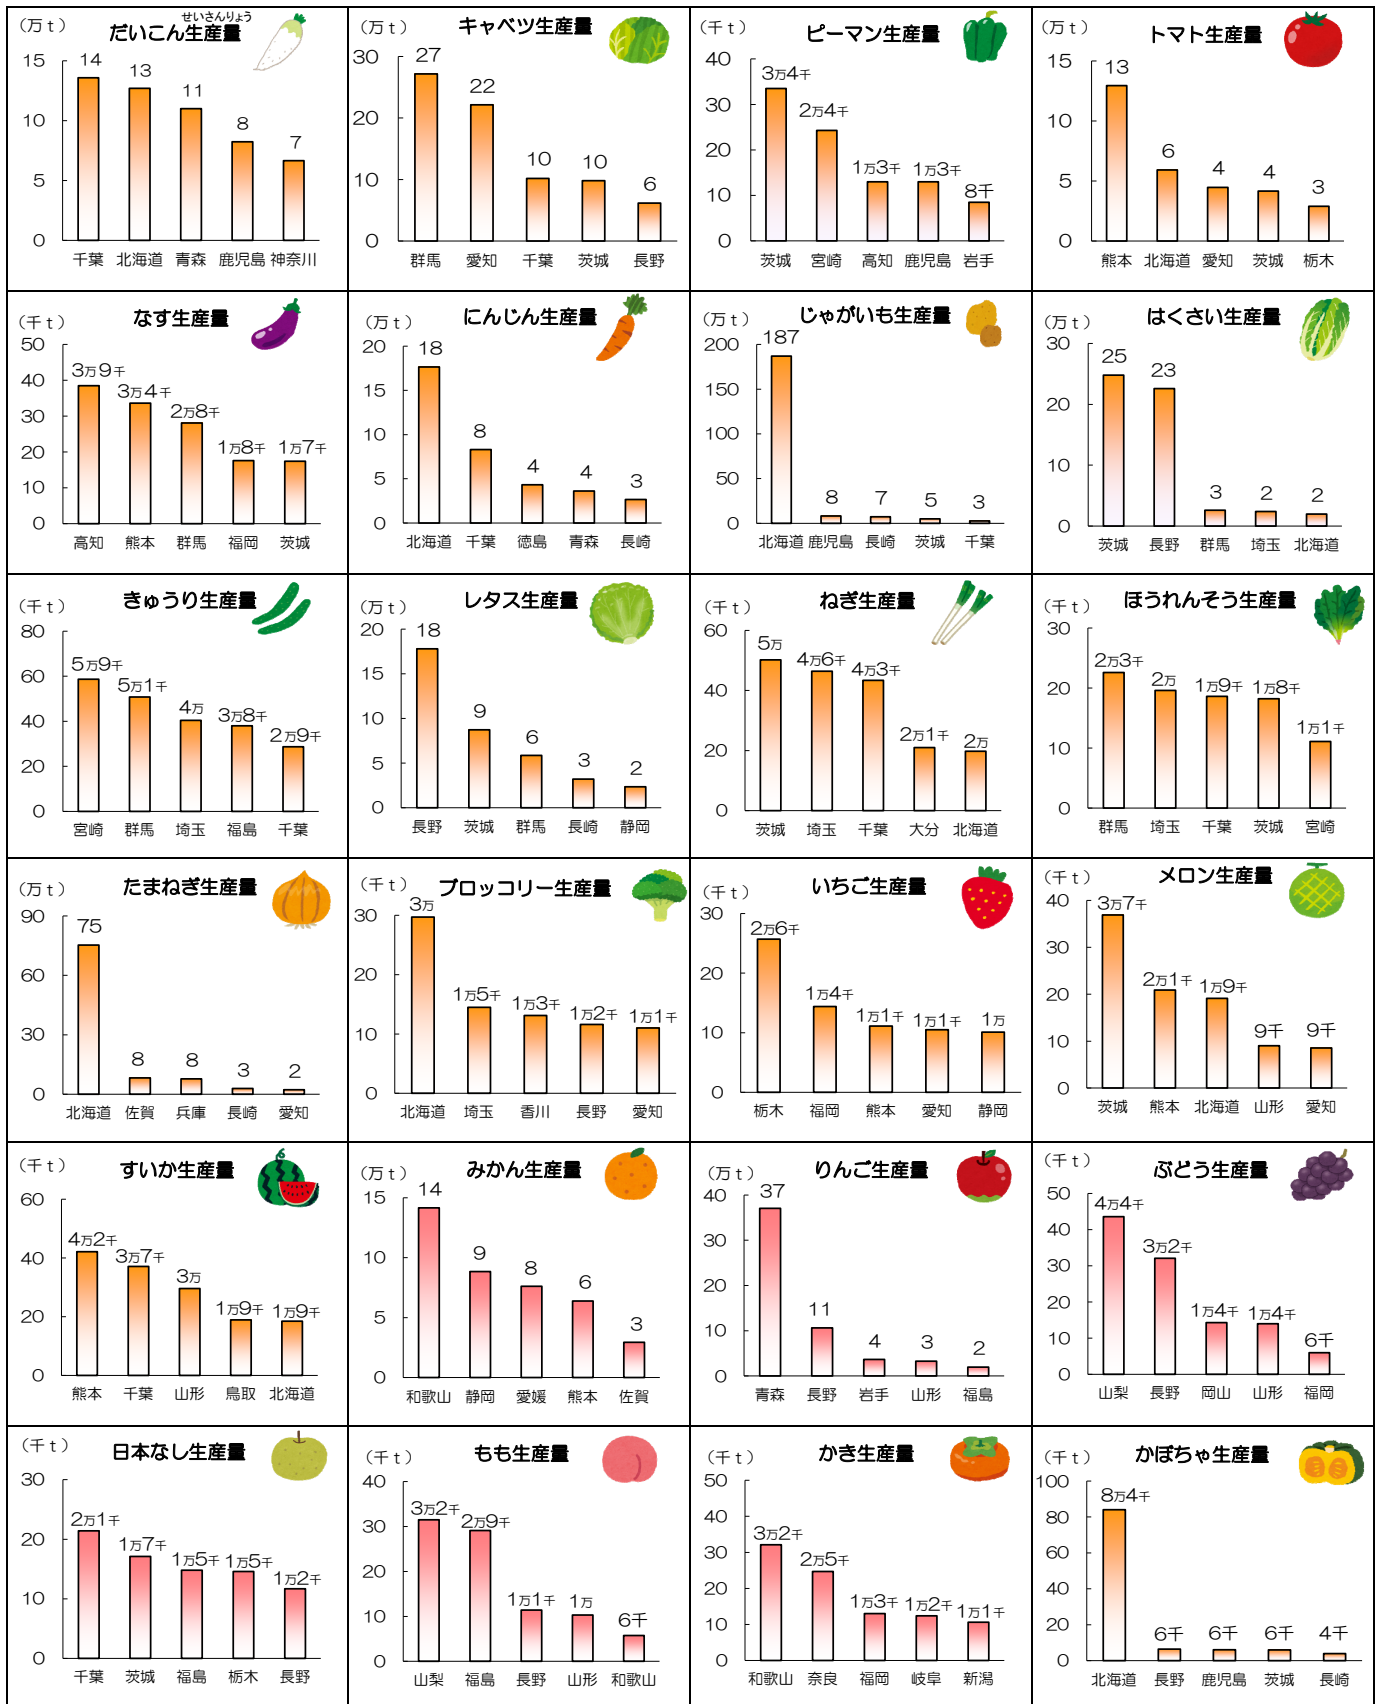 （万ｔ）
せいさんりょう
だいこん生産量
15
10
5
0
14
13
11
8
7
千葉 北海道 青森 鹿児島 神奈川
（万ｔ）
キャベツ生産量
30
20
10
0
27
22
10
10
6
群馬 愛知 千葉 茨城 長野
（千ｔ）
ピーマン生産量
40
30
20
10
0
3万4千
2万4千
1万3千
1万3千
8千
茨城 宮崎 高知 鹿児島 岩手
（万ｔ）
トマト生産量
15
10
5
0
13
6
4
4
3
熊本 北海道 愛知 茨城 栃木
（千ｔ）
なす生産量
50
40
30
20
10
0
3万9千
3万4千
2万8千
1万8千
1万7千
高知 熊本 群馬 福岡 茨城
（万ｔ）
にんじん生産量
20
15
10
5
0
18
8
4
4
3
北海道 千葉 徳島 青森 長崎
（万ｔ）
じゃがいも生産量
200
150
100
50
0
187
8
7
5
3
北海道 鹿児島 長崎 茨城 千葉
（万ｔ）
はくさい生産量
30
20
10
0
25
23
3
2
2
茨城 長野 群馬 埼玉 北海道
（千ｔ）
きゅうり生産量
80
60
40
20
0
5万9千
5万1千
4万
3万8千
2万9千
宮崎 群馬 埼玉 福島 千葉
（万ｔ）
レタス生産量
20
15
10
5
0
18
9
6
3
2
長野 茨城 群馬 長崎 静岡
（千ｔ）
ねぎ生産量
60
40
20
0
5万
4万6千
4万3千
2万1千
2万
茨城 埼玉 千葉 大分 北海道
（千ｔ）
ほうれんそう生産量
30
20
10
0
2万3千
2万
1万9千
1万8千
1万1千
群馬 埼玉 千葉 茨城 宮崎
（万ｔ）
たまねぎ生産量
90
60
30
0
75
8
8
3
2
北海道 佐賀 兵庫 長崎 愛知
（千ｔ）
ブロッコリー生産量
30
20
10
0
3万
1万5千
1万3千
1万2千
1万1千
北海道 埼玉 香川 長野 愛知
（千ｔ）
いちご生産量
30
20
10
0
2万6千
1万4千
1万1千
1万1千
1万
栃木 福岡 熊本 愛知 静岡
（千ｔ）
メロン生産量
40
30
20
10
0
3万7千
2万1千
1万9千
9千
9千
茨城 熊本 北海道 山形 愛知
（千ｔ）
すいか生産量
60
40
20
0
4万2千
3万7千
3万
1万9千
1万9千
熊本 千葉 山形 鳥取 北海道
（万ｔ）
みかん生産量
15
10
5
0
14
9
8
6
3
和歌山 静岡 愛媛 熊本 佐賀
（万ｔ）
りんご生産量
40
30
20
10
0
37
11
4
3
2
青森 長野 岩手 山形 福島
（千ｔ）
ぶどう生産量
50
40
30
20
10
0
4万4千
3万2千
1万4千
1万4千
6千
山梨 長野 岡山 山形 福岡
（千ｔ）
日本なし生産量
30
20
10
0
2万1千
1万7千
1万5千
1万5千
1万2千
千葉 茨城 福島 栃木 長野
（千ｔ）
もも生産量
40
30
20
10
0
3万2千
2万9千
1万1千
1万
6千
山梨 福島 長野 山形 和歌山
（千ｔ）
かき生産量
50
40
30
20
10
0
3万2千
2万5千
1万3千
1万2千
1万1千
和歌山 奈良 福岡 岐阜 新潟
（千ｔ）
かぼちゃ生産量
100
80
60
40
20
0
8万4千
6千
6千
6千
4千
北海道 長野 鹿児島 茨城 長崎